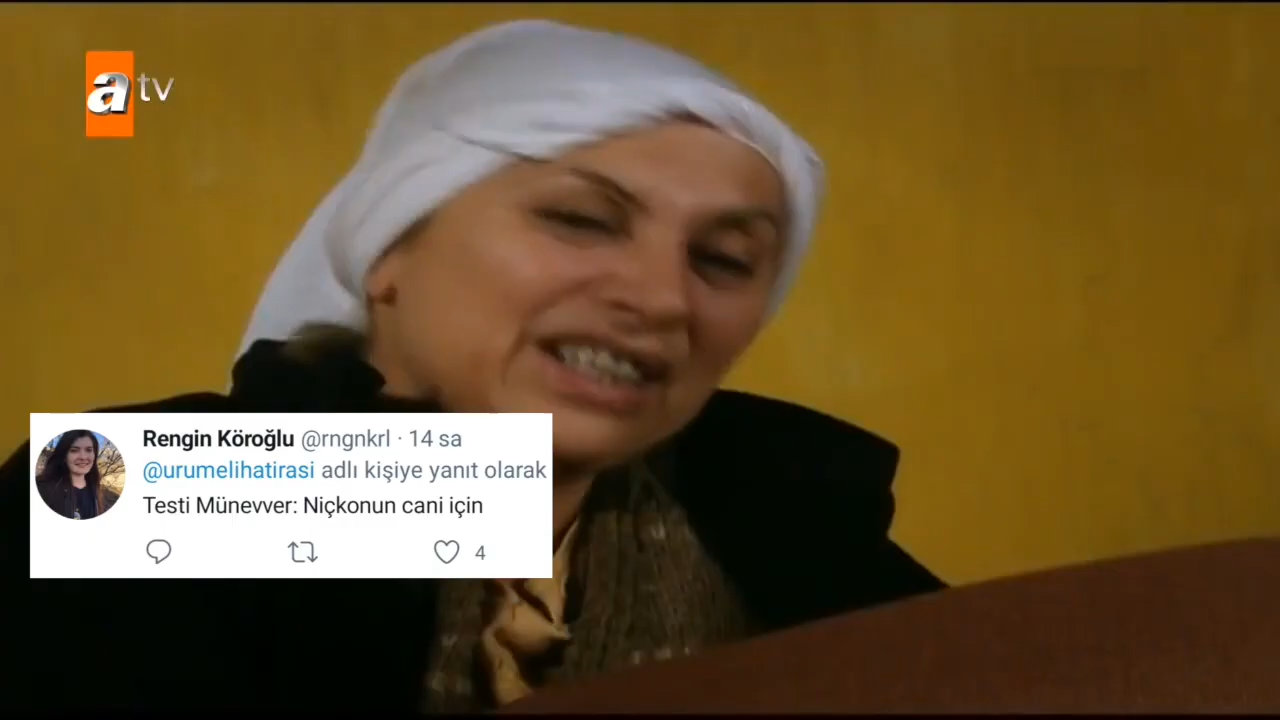 atv
Rengin Köroğlu @rngnkrl · 14 sa
@urumelihatirasi adlı kişiye yanıt olarak
Testi Münevver: Niçkonun cani için
4